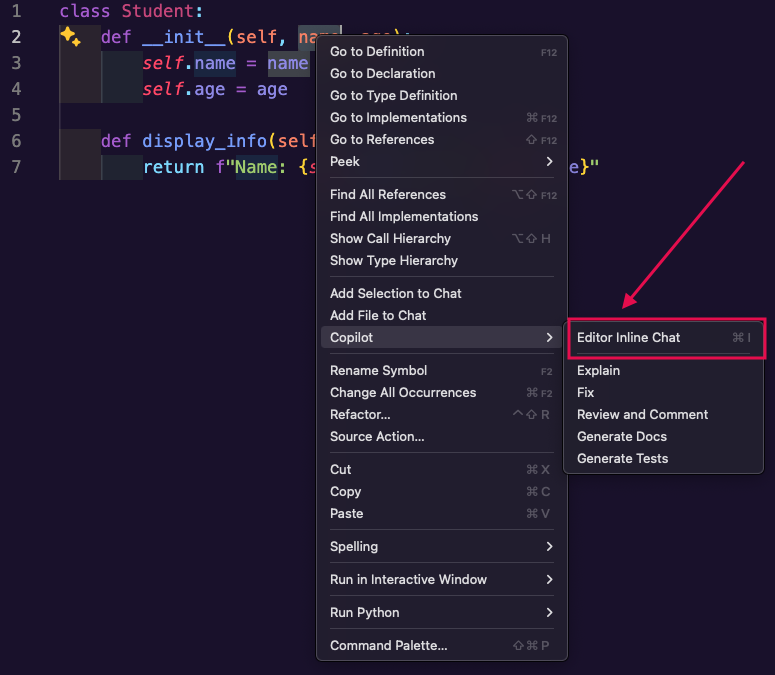 1 class Student:
2 def __init__(self, name, age):
3 self.name = name
4 self.age = age
5
6 def display_info(self
7 return f"Name: {s e}"
Go to Definition F12
Go to Declaration
Go to Type Definition
Go to Implementations ⌘ F12
Go to References ⇧ F12
Peek >
Find All References ⌥⇧ F12
Find All Implementations
Show Call Hierarchy ⌥⇧ H
Show Type Hierarchy
Add Selection to Chat
Add File to Chat
Copilot >
Rename Symbol F2
Change All Occurrences ⌘ F2
Refactor... ^⇧ R
Source Action...
Cut ⌘ X
Copy ⌘ C
Paste ⌘ V
Spelling >
Run in Interactive Window >
Run Python >
Command Palette... ⇧⌘ P
Editor Inline Chat ⌘ I
Explain
Fix
Review and Comment
Generate Docs
Generate Tests